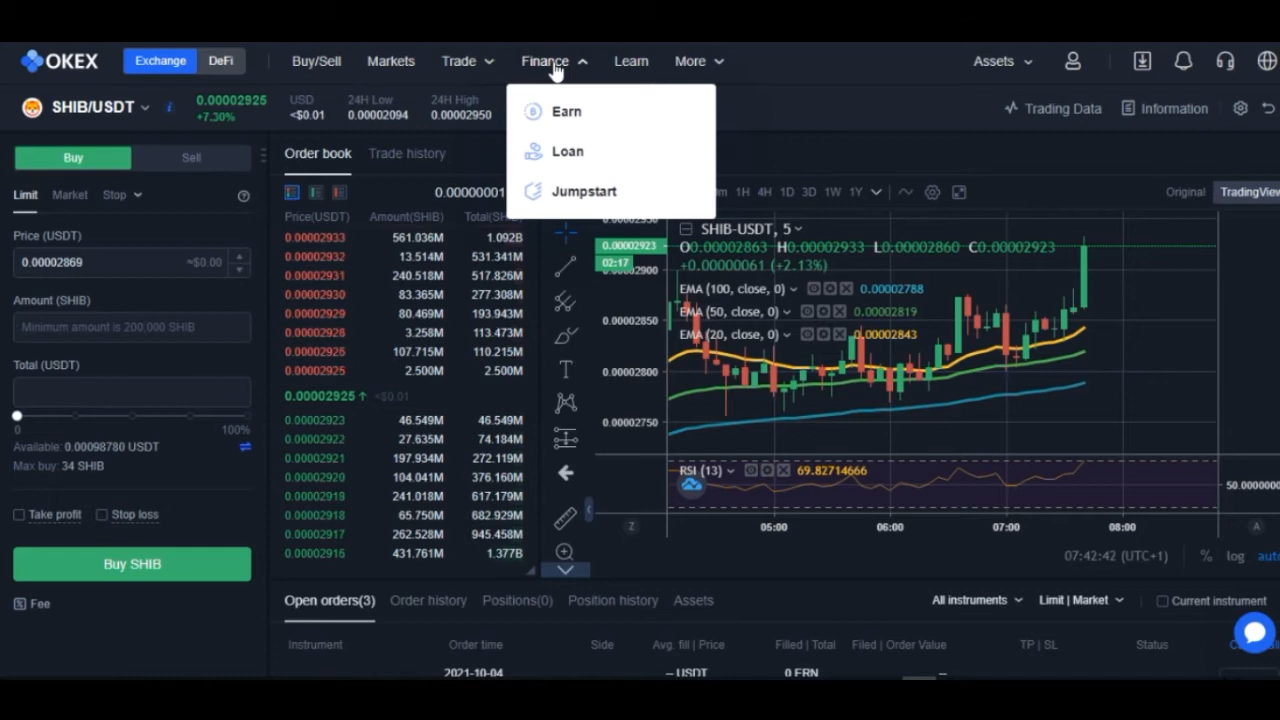 OKEX
Exchange
DeFi
Buy/Sell
Markets
Trade
Finance
Learn
More
Assets
SHIB/USDT
0.00002925
+7.30%
USD
<$0.01
24H Low
0.00002094
24H High
0.00002950
Earn
Loan
Jumpstart
Trading Data
Information
Buy
Sell
Limit
Market
Stop
Price (USDT)
0.00002869
≈$0.00
Amount (SHIB)
Minimum amount is 200,000 SHIB
Total (USDT)
0
100%
Available: 0.00098780 USDT
Max buy: 34 SHIB
Take profit
Stop loss
Buy SHIB
Fee
Order book
Trade history
0.00000001
Price(USDT) Amount(SHIB) Total(SHIB)
0.00002933 561.036M 1.092B
0.00002932 13.514M 531.341M
0.00002931 240.518M 517.826M
0.00002930 83.365M 277.308M
0.00002929 80.469M 193.943M
0.00002928 3.258M 113.473M
0.00002926 107.715M 110.215M
0.00002925 2.500M 2.500M
0.00002925↑ <$0.01
0.00002923 46.549M 46.549M
0.00002922 27.635M 74.184M
0.00002921 197.934M 272.119M
0.00002920 104.041M 376.160M
0.00002919 241.018M 617.179M
0.00002918 65.750M 682.929M
0.00002917 262.528M 945.458M
0.00002916 431.761M 1.377B
m 1H 4H 1D 3D 1W 1Y
Original
TradingView
SHIB-USDT, 5
O0.00002863 H0.00002933 L0.00002860 C0.00002923
+0.00000061 (+2.13%)
EMA (100, close, 0) 0.00002788
EMA (50, close, 0) 0.00002819
EMA (20, close, 0) 0.00002843
0.00002950
0.00002923
02:17
0.00002900
0.00002850
0.00002800
0.00002750
RSI (13) 69.82714666
50.0000000
Z
05:00
06:00
07:00
08:00
A
07:42:42 (UTC+1)
%
log
auto
Open orders(3)
Order history
Positions(0)
Position history
Assets
All instruments
Limit | Market
Current instrument
Instrument
Order time
Side
Avg. fill | Price
Filled | Total
Filled | Order Value
TP | SL
Status
2021-10-04
-- USDT
0 ERN
--